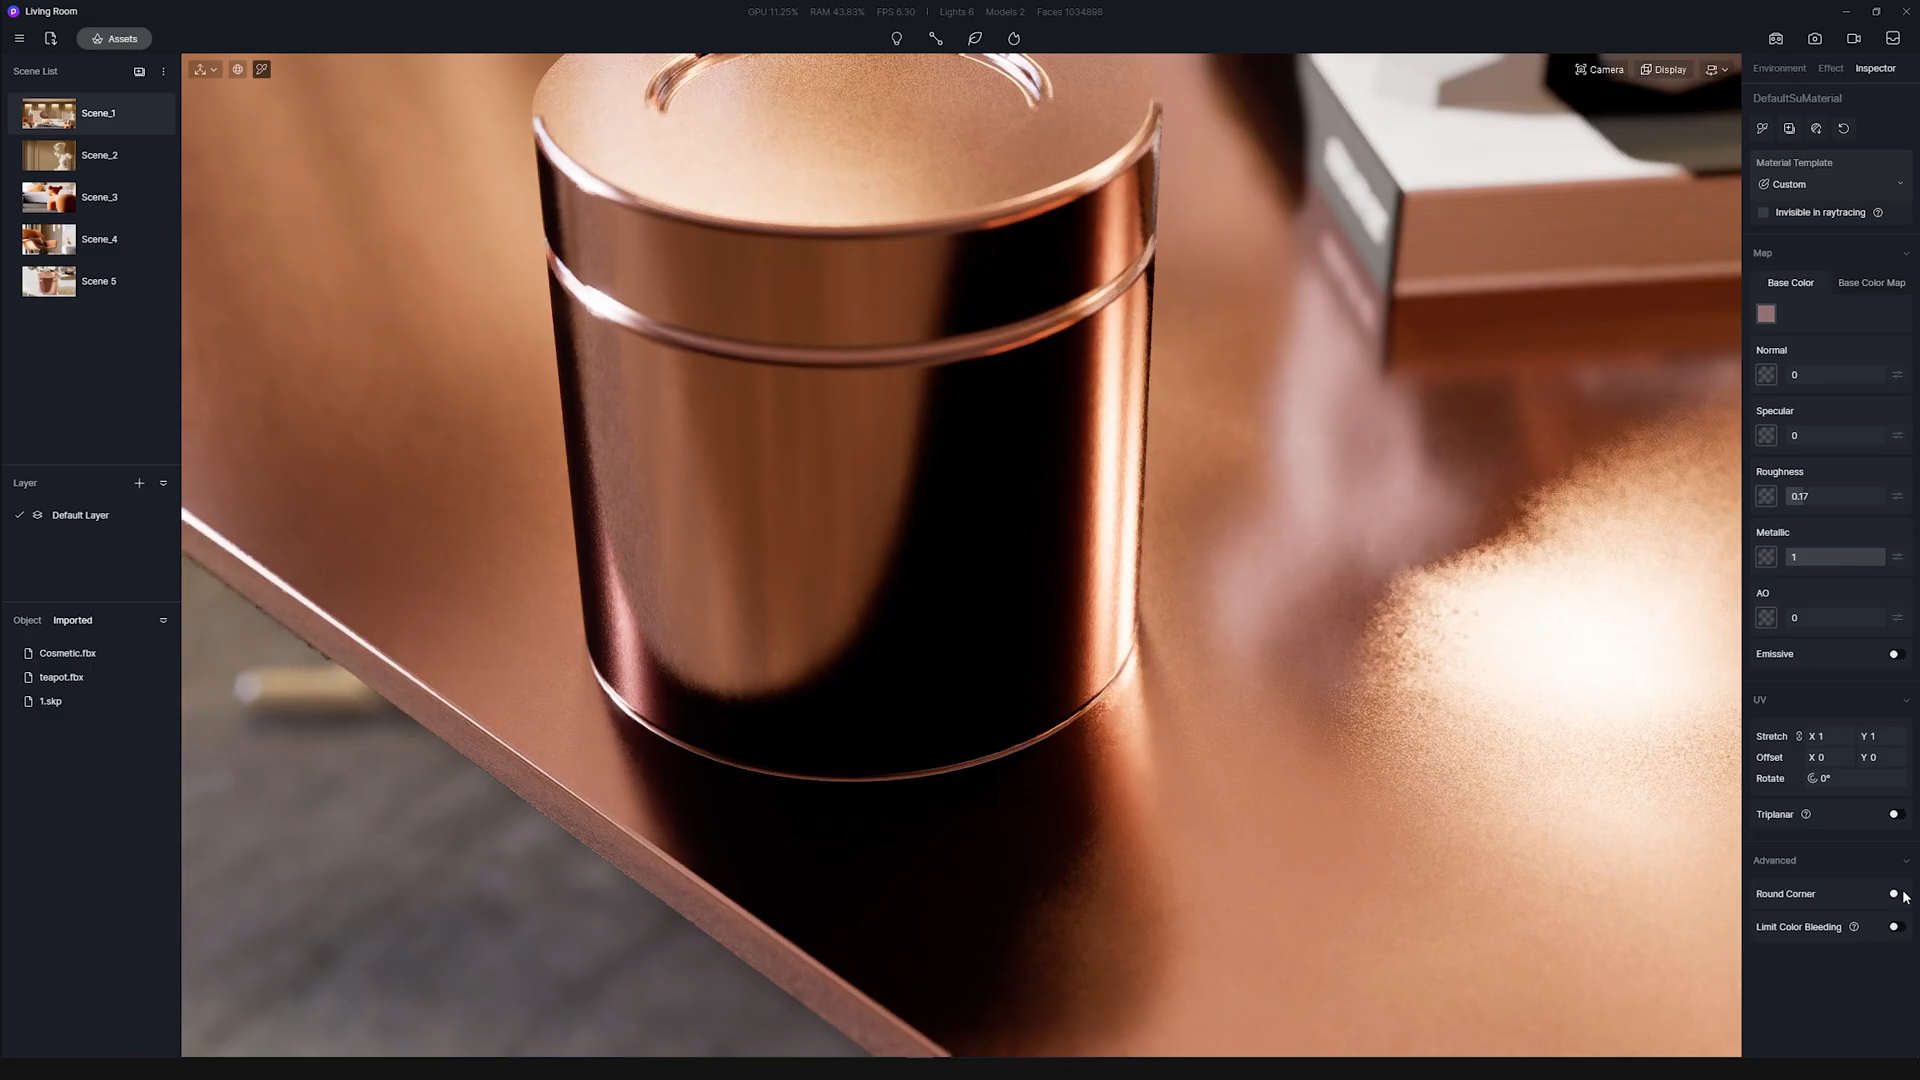 Living Room
GPU 11.25% RAM 43.83% FPS 6.30 | Lights 6 Models 2 Faces 1034898
Assets
Scene List
Scene_1
Scene_2
Scene_3
Scene_4
Scene 5
Layer
Default Layer
Object Imported
Cosmetic.fbx
teapot.fbx
1.skp
Camera Display
Environment Effect Inspector
DefaultSuMaterial
Material Template
Custom
Invisible in raytracing
Map
Base Color Base Color Map
Normal
0
Specular
0
Roughness
0.17
Metallic
1
AO
0
Emissive
UV
Stretch X 1 Y 1
Offset X 0 Y 0
Rotate 0°
Triplanar
Advanced
Round Corner
Limit Color Bleeding